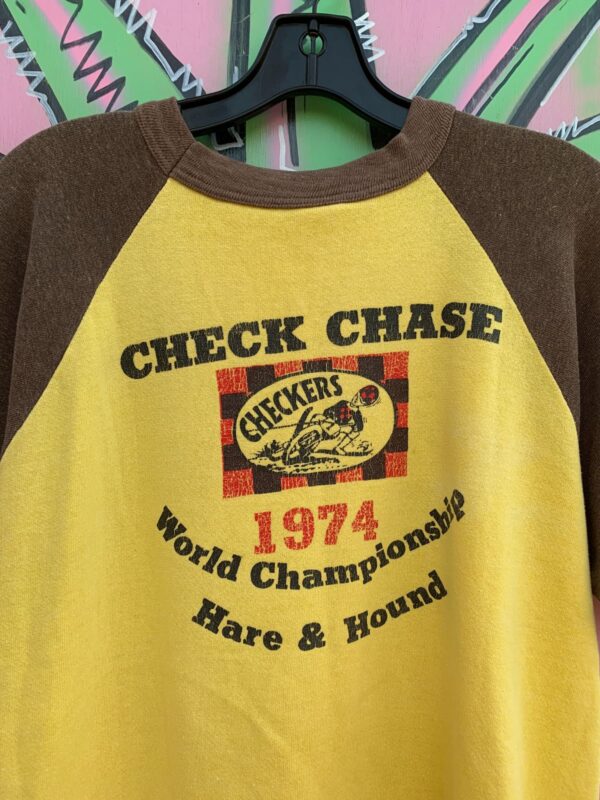 CHECK CHASE
CHECKERS
1974
World Championship
Hare & Hound